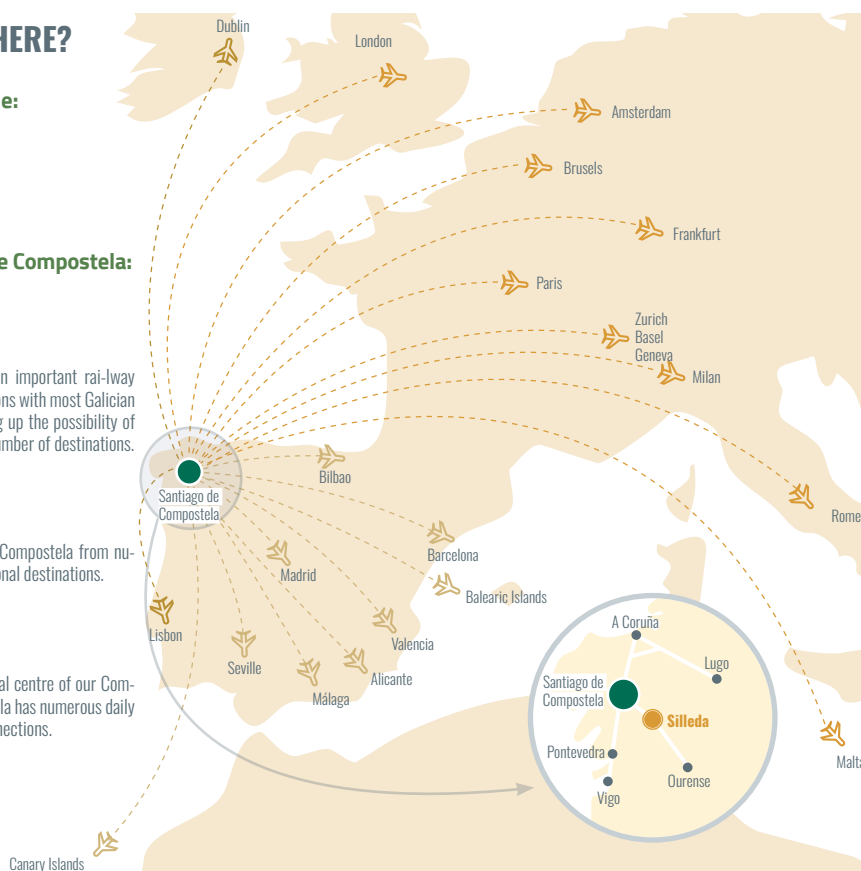 HERE?
e:
e Compostela:
n important rai-lway
ons with most Galician
g up the possibility of
umber of destinations.
Compostela from nu-
onal destinations.
al centre of our Com-
la has numerous daily
nections.
Dublin
London
Amsterdam
Brusels
Frankfurt
Paris
Zurich
Basel
Geneva
Milan
Rome
Bilbao
Santiago de
Compostela
Barcelona
Madrid
Balearic Islands
Lisbon
Valencia
Seville
Alicante
Málaga
Malta
Canary Islands
A Coruña
Lugo
Santiago de
Compostela
Silleda
Pontevedra
Ourense
Vigo